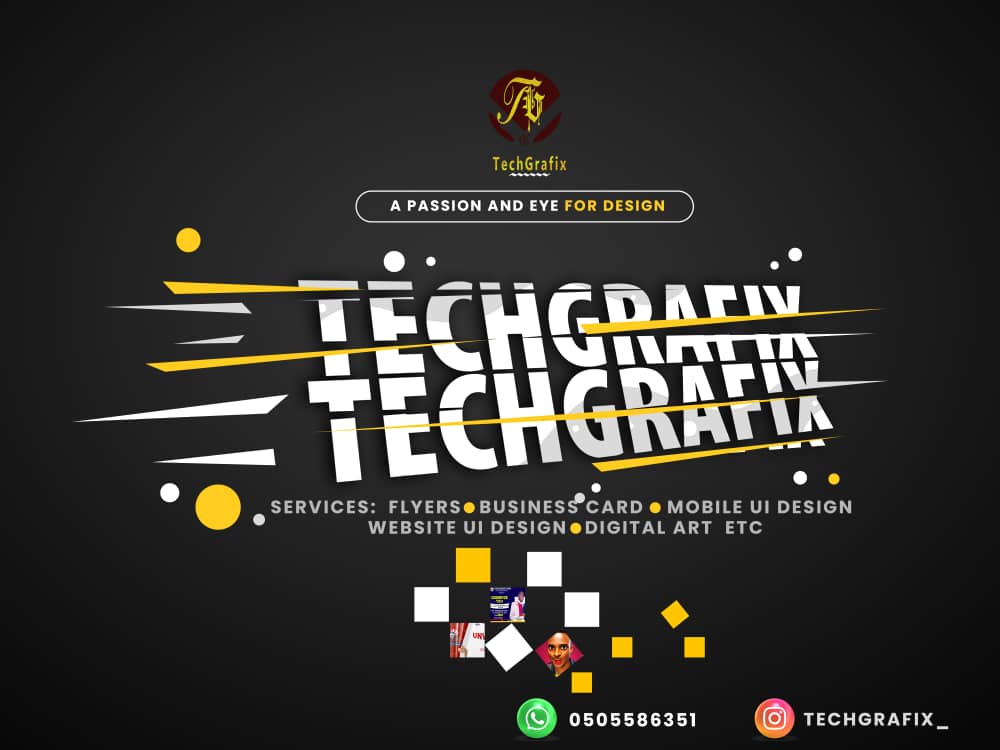 TG
TechGrafix
A PASSION AND EYE FOR DESIGN
TECHGRAFIX
TECHGRAFIX
SERVICES: FLYERS●BUSINESS CARD ● MOBILE UI DESIGN
WEBSITE UI DESIGN●DIGITAL ART ETC
0505586351
TECHGRAFIX_